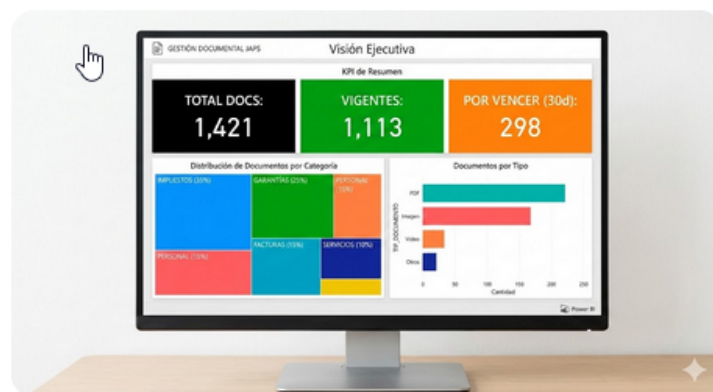 GESTIÓN DOCUMENTAL JAPS
Visión Ejecutiva
KPI de Resumen
TOTAL DOCS:
1,421
VIGENTES:
1,113
POR VENCER (30d):
298
Distribución de Documentos por Categoría
IMPUESTOS (35%)
GARANTÍAS (25%)
PERSONAL (15%)
FACTURAS (15%)
SERVICIOS (10%)
Documentos por Tipo
TIP_DOCUMENTO
PDF
Imagen
Video
Otros
0 50 100 150 200 250
Cantidad
Power BI